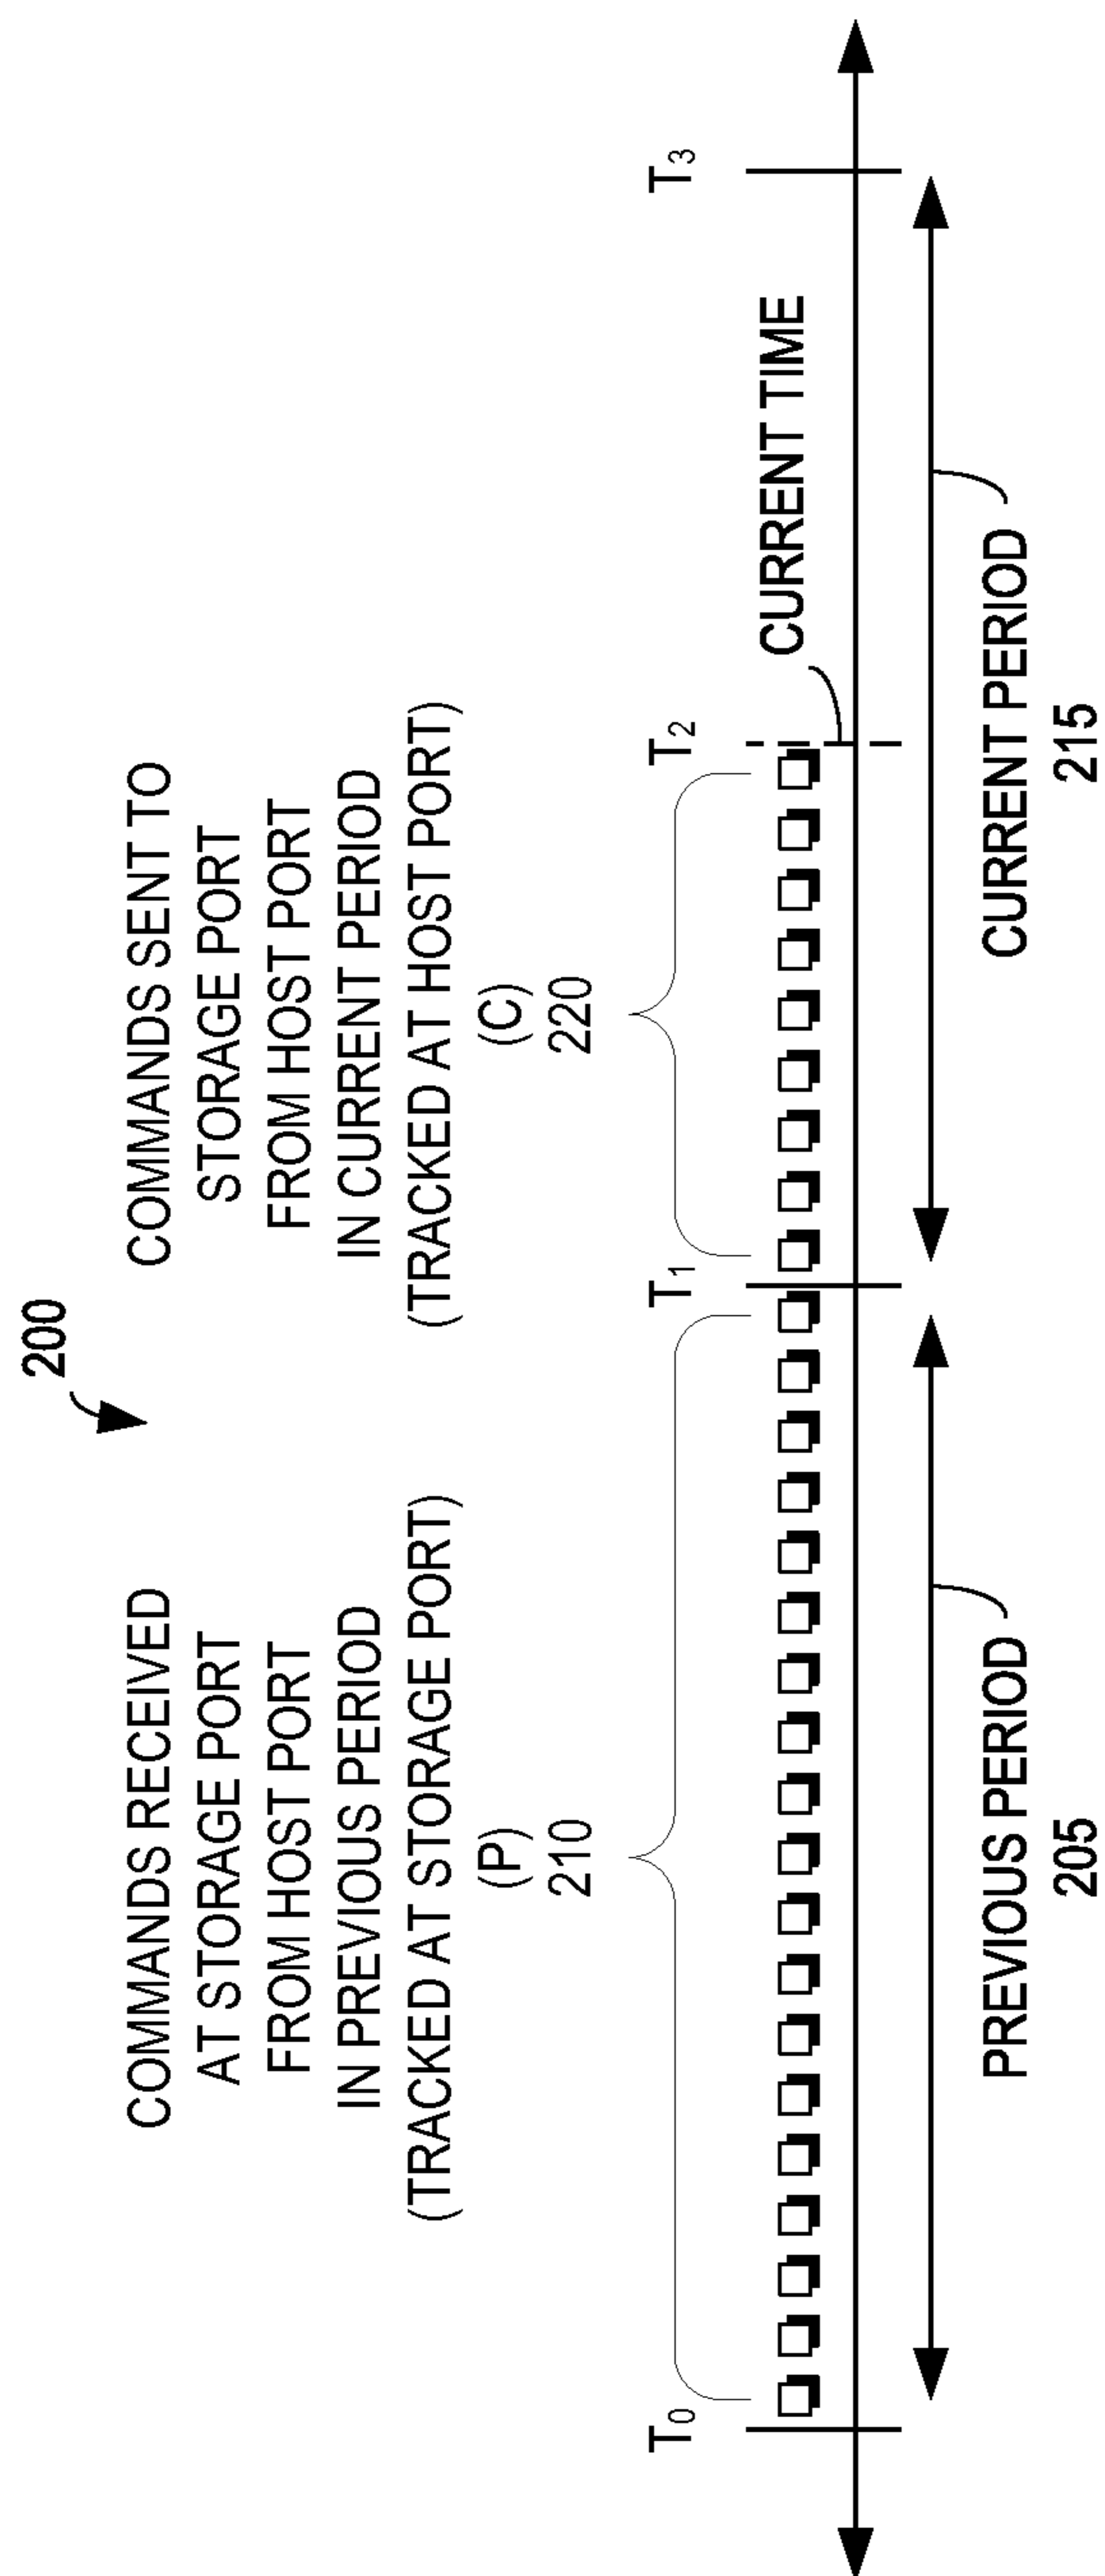 200
COMMANDS RECEIVED
AT STORAGE PORT
FROM HOST PORT
IN PREVIOUS PERIOD
(TRACKED AT STORAGE PORT)
(P)
210
COMMANDS SENT TO
STORAGE PORT
FROM HOST PORT
IN CURRENT PERIOD
(TRACKED AT HOST PORT)
(C)
220
T0
T1
T2
T3
CURRENT TIME
PREVIOUS PERIOD
205
CURRENT PERIOD
215